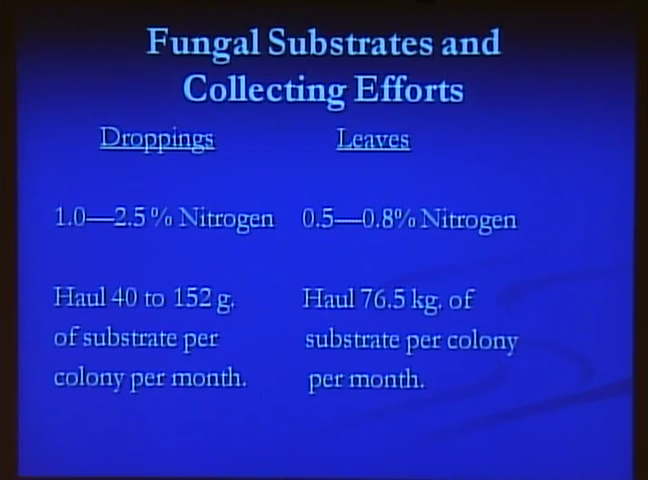 Fungal Substrates and
Collecting Efforts
Droppings
Leaves
1.0—2.5% Nitrogen
0.5—0.8% Nitrogen
Haul 40 to 152 g.
of substrate per
colony per month.
Haul 76.5 kg. of
substrate per colony
per month.